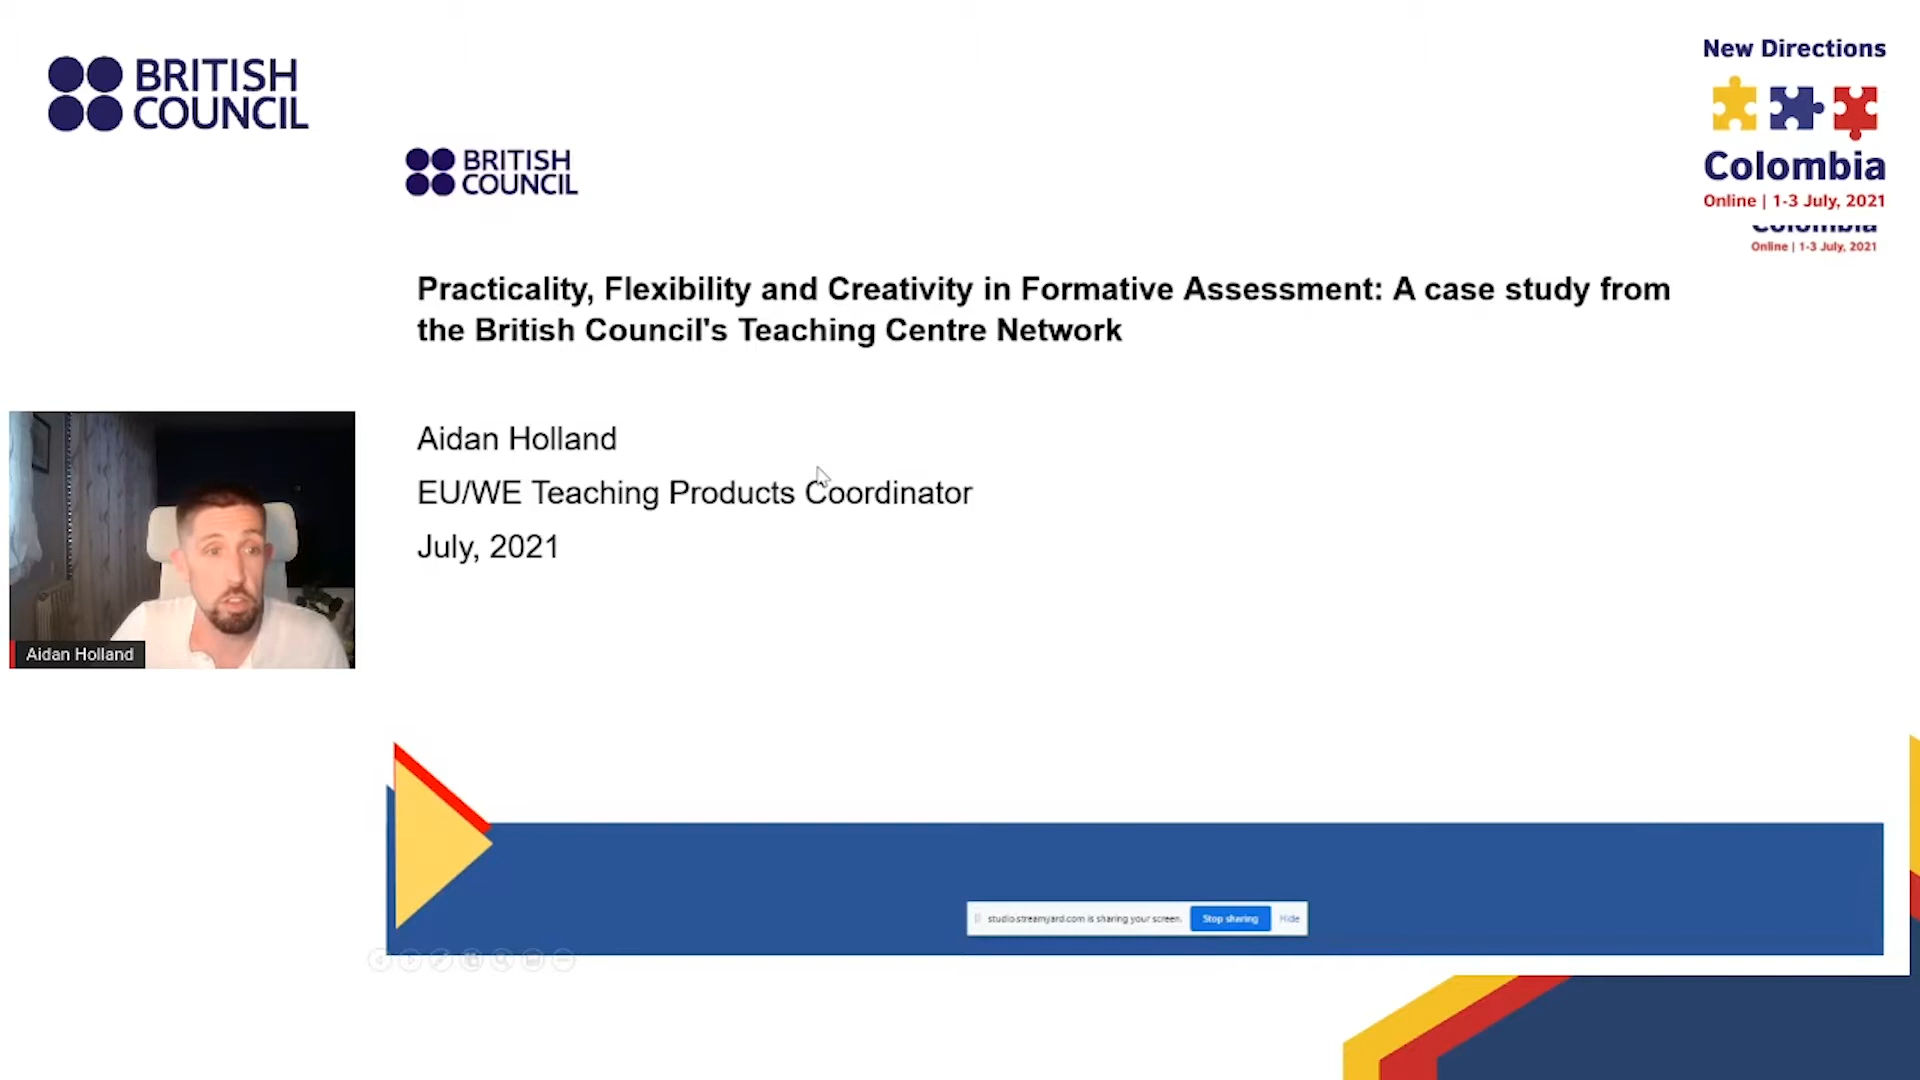 BRITISH
COUNCIL
New Directions
Colombia
Online | 1-3 July, 2021
Colombia
Online | 1-3 July, 2021
BRITISH
COUNCIL
Practicality, Flexibility and Creativity in Formative Assessment: A case study from
the British Council's Teaching Centre Network
Aidan Holland
EU/WE Teaching Products Coordinator
July, 2021
Aidan Holland
studio.streamyard.com is sharing your screen. Stop sharing Hide